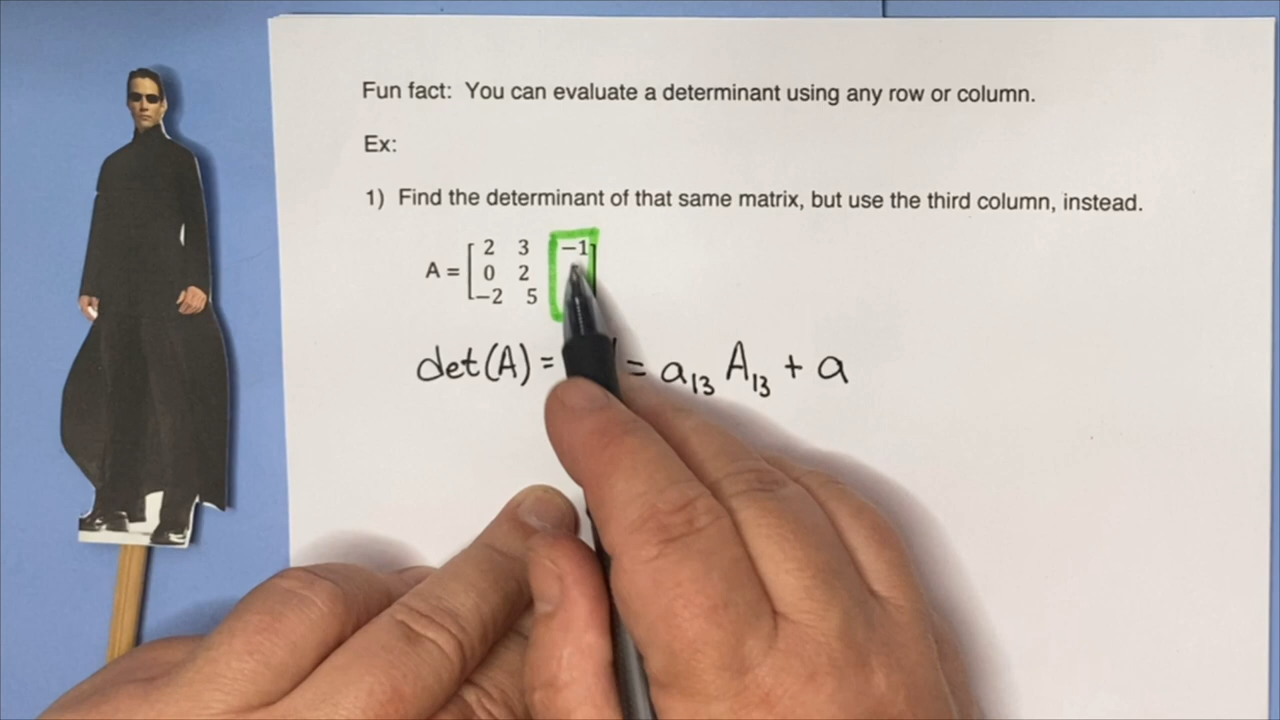 Fun fact: You can evaluate a determinant using any row or column.
Ex:
1) Find the determinant of that same matrix, but use the third column, instead.
2 3 −1
A = 0 2
−2 5
det(A) = = a₁₃ A₁₃ + a